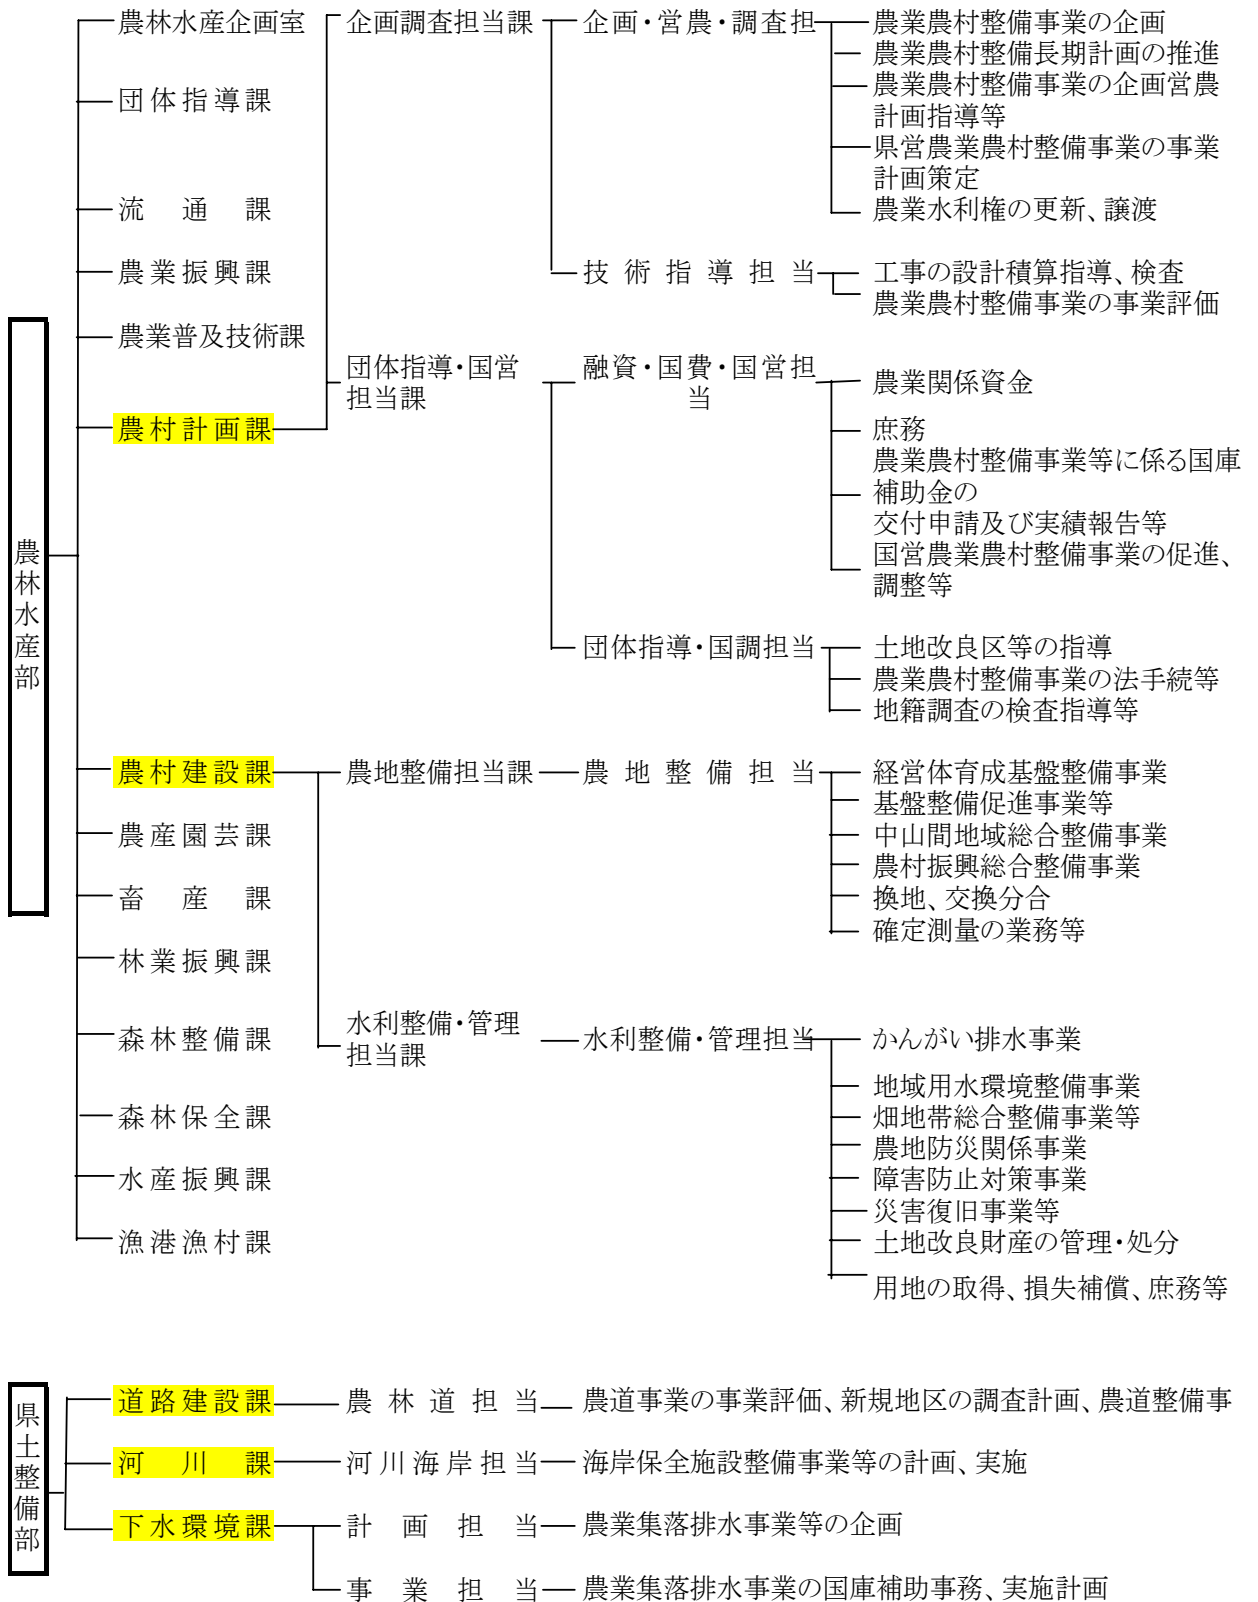 農林水産企画室 企画調査担当課 企画・営農・調査担 農業農村整備事業の企画
農業農村整備長期計画の推進
団体指導課 農業農村整備事業の企画営農
計画指導等
県営農業農村整備事業の事業
計画策定
流通課 農業水利権の更新、譲渡
農業振興課 技術指導担当 工事の設計積算指導、検査
農業農村整備事業の事業評価
農業普及技術課
団体指導・国営 融資・国費・国営担 農業関係資金
担当課 当
農村計画課 庶務
農業農村整備事業等に係る国庫
補助金の
交付申請及び実績報告等
国営農業農村整備事業の促進、
調整等
農林水産部
団体指導・国調担当 土地改良区等の指導
農業農村整備事業の法手続等
地籍調査の検査指導等
農村建設課 農地整備担当課 農地整備担当 経営体育成基盤整備事業
基盤整備促進事業等
農産園芸課 中山間地域総合整備事業
農村振興総合整備事業
畜産課 換地、交換分合
確定測量の業務等
林業振興課
水利整備・管理
森林整備課 担当課 水利整備・管理担当 かんがい排水事業
地域用水環境整備事業
森林保全課 畑地帯総合整備事業等
農地防災関係事業
水産振興課 障害防止対策事業
災害復旧事業等
漁港漁村課 土地改良財産の管理・処分
用地の取得、損失補償、庶務等
県土整備部
道路建設課 農林道担当 農道事業の事業評価、新規地区の調査計画、農道整備事
河川課 河川海岸担当 海岸保全施設整備事業等の計画、実施
下水環境課 計画担当 農業集落排水事業等の企画
事業担当 農業集落排水事業の国庫補助事務、実施計画